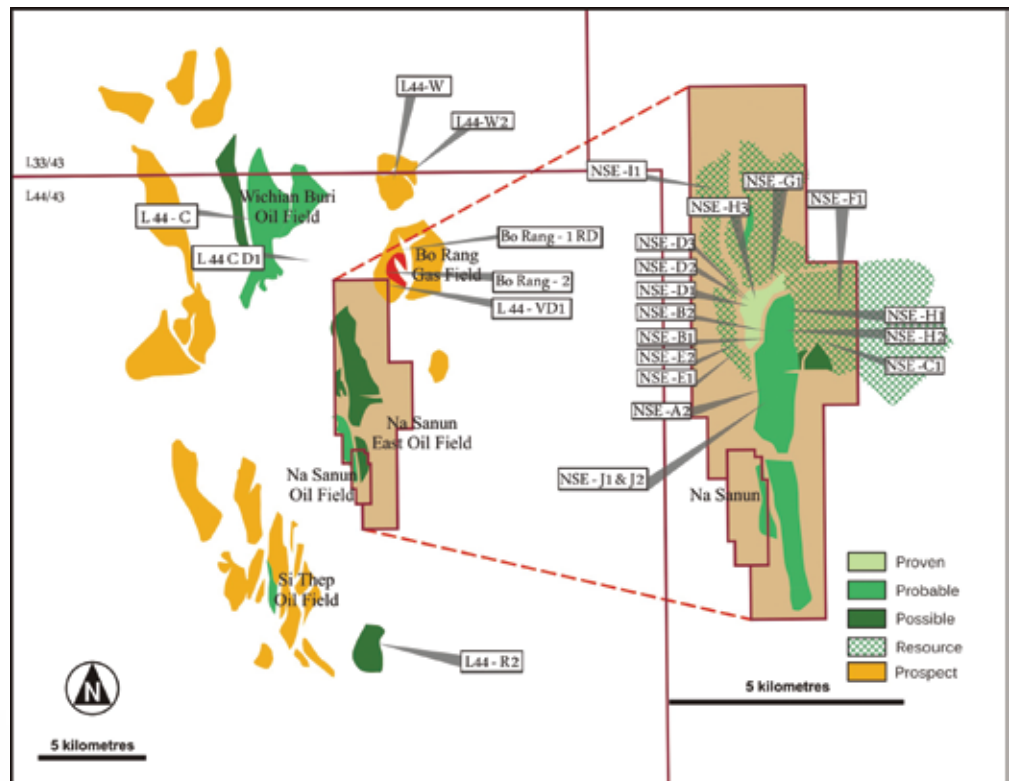 L44-W
L44-W2
L33/43
L44/43
Wichian Buri
Oil Field
L 44 - C
L 44 C D1
Bo Rang - 1 RD
Bo Rang
Gas Field
Bo Rang - 2
L 44 - VD1
Na Sanun
East Oil Field
Na Sanun
Oil Field
Si Thep
Oil Field
L44 - R2
N
5 kilometres
NSE -I1
NSE -G1
NSE -H3
NSE -F1
NSE -D3
NSE -D2
NSE -D1
NSE -B2
NSE -B1
NSE -E2
NSE -E1
NSE -A2
NSE -H1
NSE -H2
NSE -C1
NSE - J1 & J2
Na Sanun
Proven
Probable
Possible
Resource
Prospect
5 kilometres